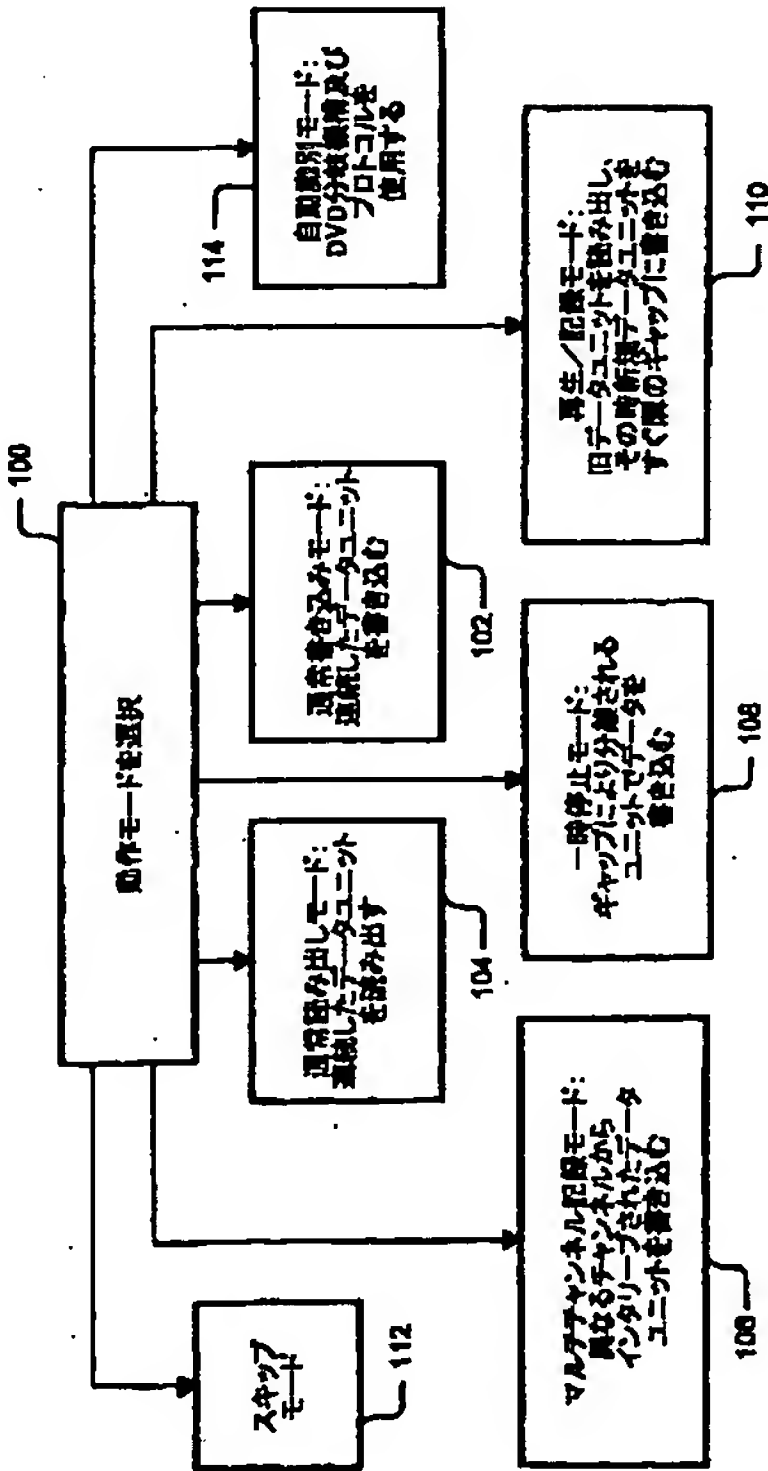 100
動作モードを選択
スキップ
モード
112
通常読み出しモード:
連続したデータユニット
を読み出す
104
通常書き込みモード:
連続したデータユニット
を書き込む
102
114
自動識別モード:
DVD分岐機構及び
プロトコルを
使用する
マルチチャンネル記録モード:
異なるチャンネルから
インタリーブされたデータ
ユニットを書き込む
106
一時停止モード:
ギャップにより分離される
ユニットでデータを
書き込む
108
再生/記録モード:
旧データユニットを読み出し、
その時新規データユニットを
すぐ隣のギャップに書き込む
110